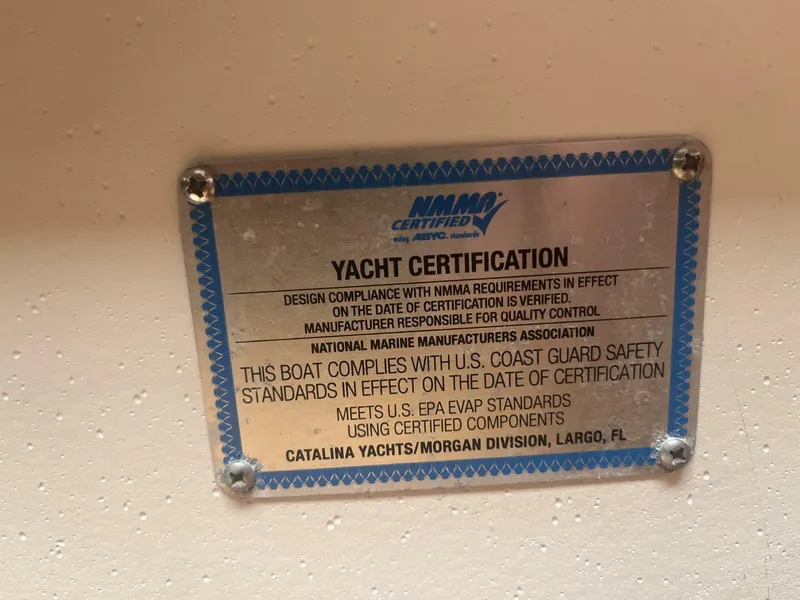 NMMA
CERTIFIED
using ABYC. standards
YACHT CERTIFICATION
DESIGN COMPLIANCE WITH NMMA REQUIREMENTS IN EFFECT
ON THE DATE OF CERTIFICATION IS VERIFIED.
MANUFACTURER RESPONSIBLE FOR QUALITY CONTROL
NATIONAL MARINE MANUFACTURERS ASSOCIATION
THIS BOAT COMPLIES WITH U.S. COAST GUARD SAFETY
STANDARDS IN EFFECT ON THE DATE OF CERTIFICATION
MEETS U.S. EPA EVAP STANDARDS
USING CERTIFIED COMPONENTS
CATALINA YACHTS/MORGAN DIVISION, LARGO, FL